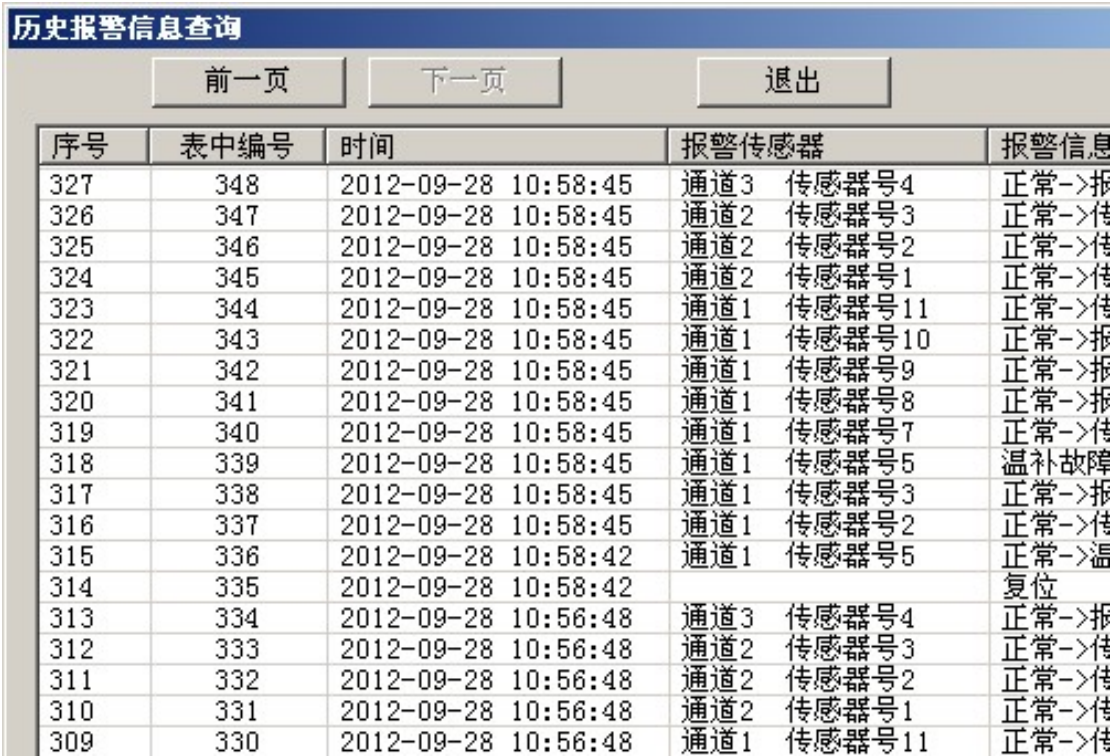 历史报警信息查询
前一页 下一页 退出
序号 表中编号 时间 报警传感器 报警信息
327 348 2012-09-28 10:58:45 通道3 传感器号4 正常->报
326 347 2012-09-28 10:58:45 通道2 传感器号3 正常->传
325 346 2012-09-28 10:58:45 通道2 传感器号2 正常->传
324 345 2012-09-28 10:58:45 通道2 传感器号1 正常->传
323 344 2012-09-28 10:58:45 通道1 传感器号11 正常->传
322 343 2012-09-28 10:58:45 通道1 传感器号10 正常->报
321 342 2012-09-28 10:58:45 通道1 传感器号9 正常->报
320 341 2012-09-28 10:58:45 通道1 传感器号8 正常->报
319 340 2012-09-28 10:58:45 通道1 传感器号7 正常->传
318 339 2012-09-28 10:58:45 通道1 传感器号5 温补故障
317 338 2012-09-28 10:58:45 通道1 传感器号3 正常->报
316 337 2012-09-28 10:58:45 通道1 传感器号2 正常->传
315 336 2012-09-28 10:58:42 通道1 传感器号5 正常->温
314 335 2012-09-28 10:58:42 复位
313 334 2012-09-28 10:56:48 通道3 传感器号4 正常->报
312 333 2012-09-28 10:56:48 通道2 传感器号3 正常->传
311 332 2012-09-28 10:56:48 通道2 传感器号2 正常->传
310 331 2012-09-28 10:56:48 通道2 传感器号1 正常->传
309 330 2012-09-28 10:56:48 通道1 传感器号11 正常->传